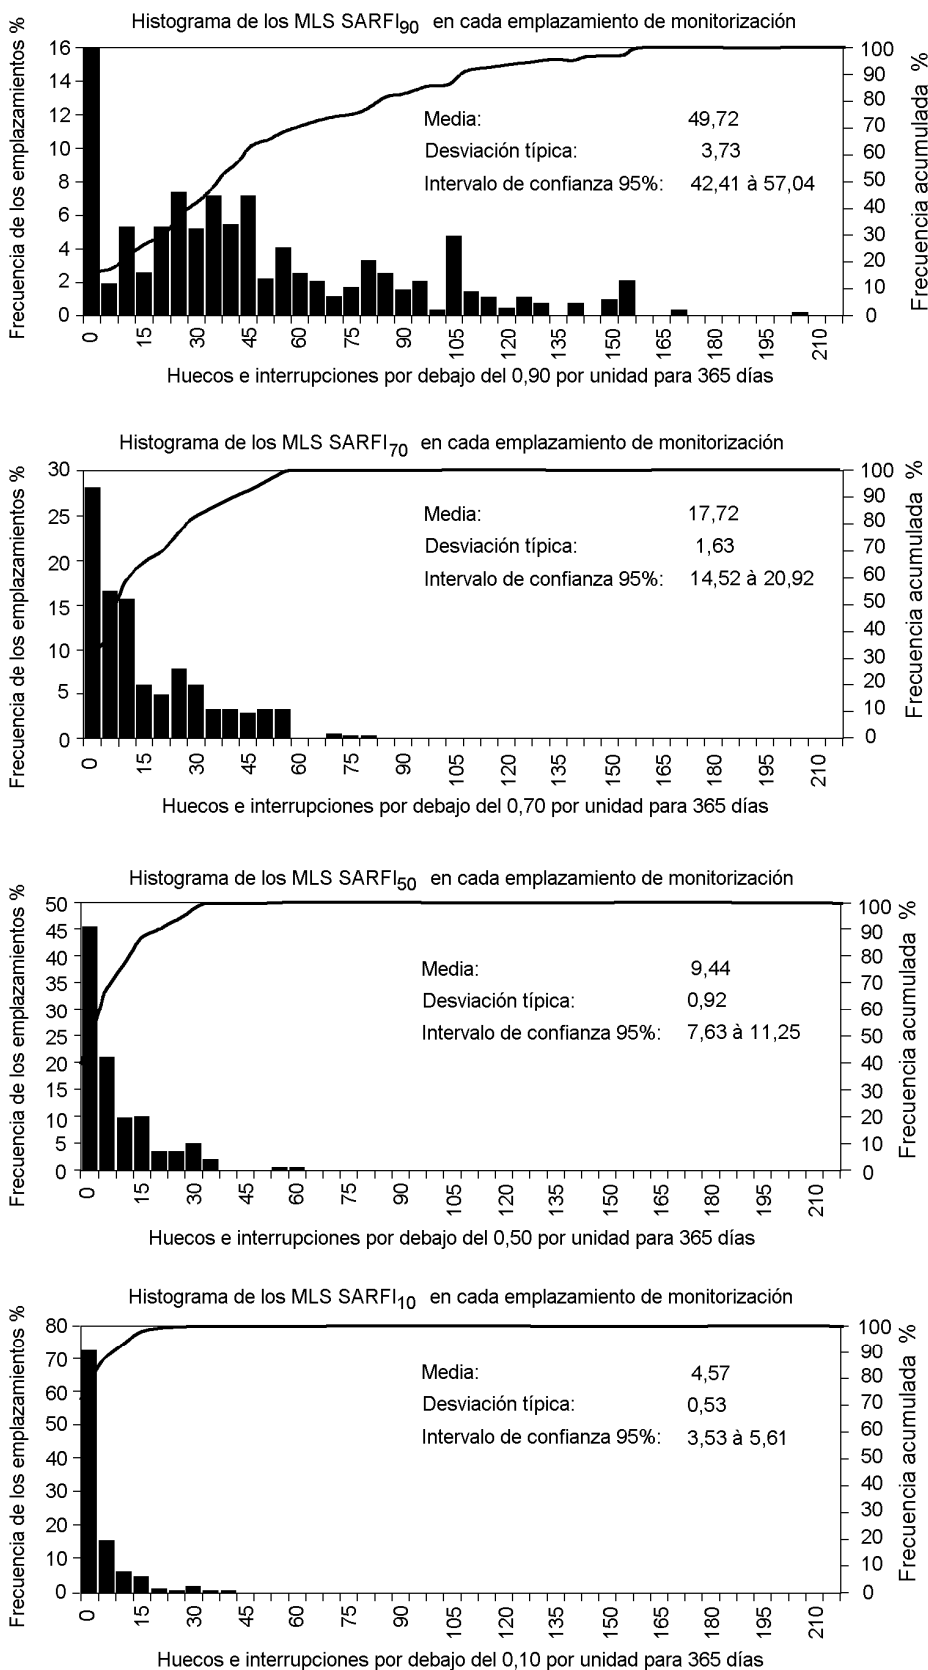 Histograma de los MLS SARFI90 en cada emplazamiento de monitorización
Frecuencia de los emplazamientos %
16
14
12
10
8
6
4
2
0
Media: 49,72
Desviación típica: 3,73
Intervalo de confianza 95%: 42,41 à 57,04
100
90
80
70
60
50
40
30
20
10
0
Frecuencia acumulada %
0 15 30 45 60 75 90 105 120 135 145 150 165 180 195 210
Huecos e interrupciones por debajo del 0,90 por unidad para 365 días
Histograma de los MLS SARFI70 en cada emplazamiento de monitorización
Frecuencia de los emplazamientos %
30
25
20
15
10
5
0
Media: 17,72
Desviación típica: 1,63
Intervalo de confianza 95%: 14,52 à 20,92
100
90
80
70
60
50
40
30
20
10
0
Frecuencia acumulada %
0 15 30 45 60 75 90 105 120 135 150 165 180 195 210
Huecos e interrupciones por debajo del 0,70 por unidad para 365 días
Histograma de los MLS SARFI50 en cada emplazamiento de monitorización
Frecuencia de los emplazamientos %
50
45
40
35
30
25
20
15
10
5
0
Media: 9,44
Desviación típica: 0,92
Intervalo de confianza 95%: 7,63 à 11,25
100
90
80
70
60
50
40
30
20
10
0
Frecuencia acumulada %
0 15 30 45 60 75 90 105 120 135 150 165 180 195 210
Huecos e interrupciones por debajo del 0,50 por unidad para 365 días
Histograma de los MLS SARFI10 en cada emplazamiento de monitorización
Frecuencia de los emplazamientos %
80
70
60
50
40
30
20
10
0
Media: 4,57
Desviación típica: 0,53
Intervalo de confianza 95%: 3,53 à 5,61
100
90
80
70
60
50
40
30
20
10
0
Frecuencia acumulada %
0 15 30 45 60 75 90 105 120 135 150 165 180 195 210
Huecos e interrupciones por debajo del 0,10 por unidad para 365 días